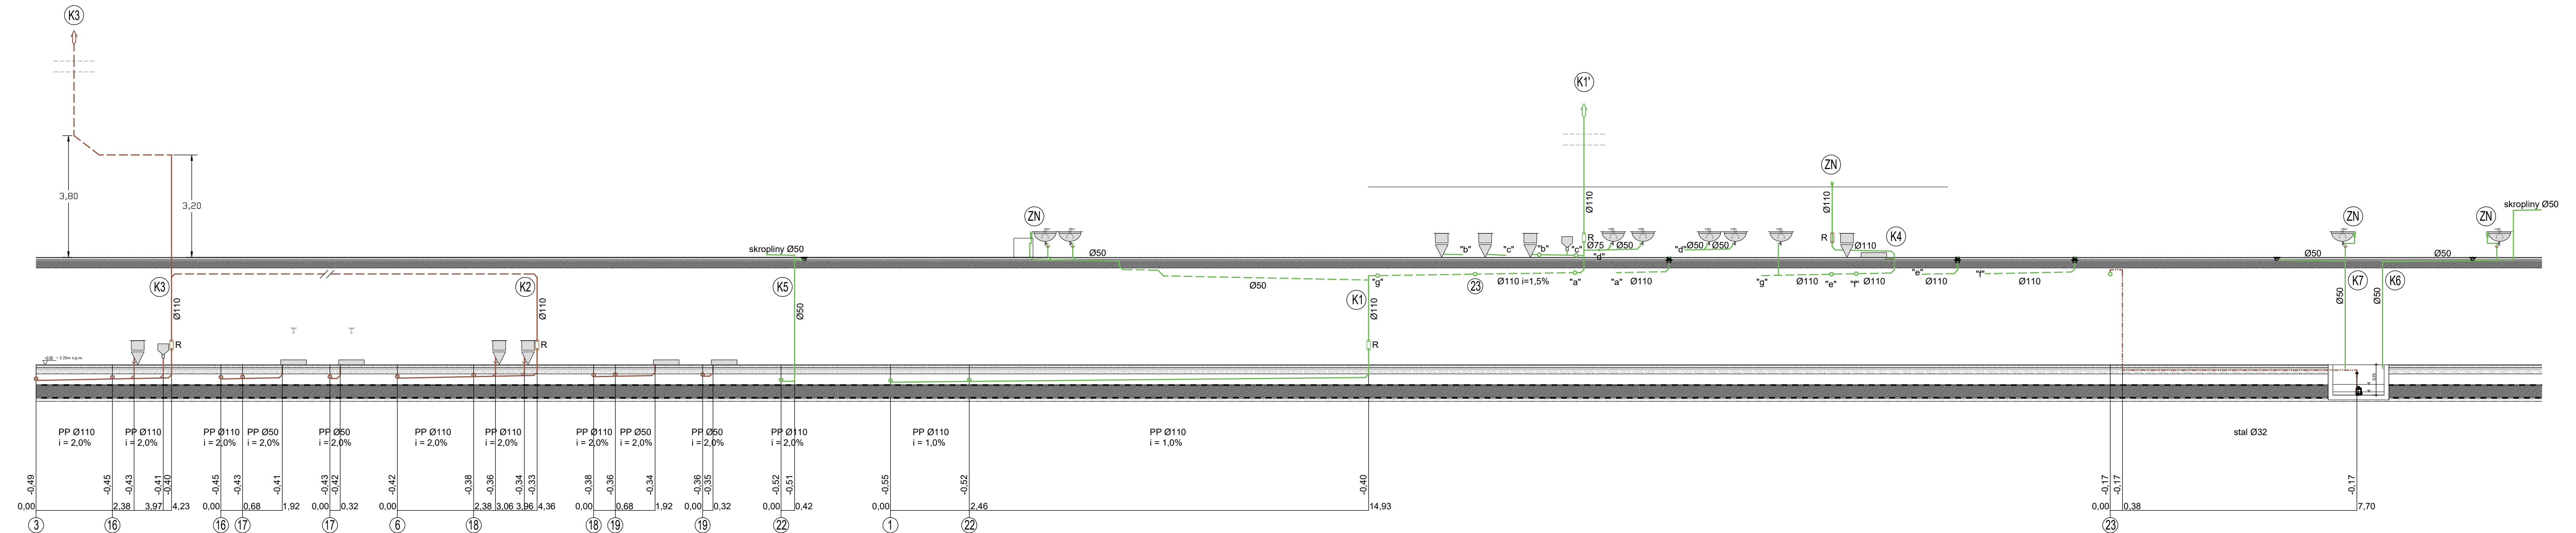 K3
K1'
ZN
3,80
3,20
Ø110
Ø110
skropliny Ø50
ZN
Ø50
"b"
"c"
"b"
"c"
R
Ø75
Ø50
"d"
"d"
Ø50
Ø50
R
Ø110
K4
ZN
Ø50
ZN
Ø50
skropliny Ø50
K3
K2
K5
Ø50
K1
"g"
23
Ø110 i=1,5%
"a"
"a"
Ø110
"g"
Ø110
"e"
"f"
Ø110
"e"
Ø110
"f"
Ø110
K7
K6
Ø110
Ø110
Ø50
Ø110
Ø50
Ø50
R
R
R
PP Ø110
i = 2,0%
PP Ø110
i = 2,0%
PP Ø110
i = 2,0%
PP Ø50
i = 2,0%
PP Ø50
i = 2,0%
PP Ø110
i = 2,0%
PP Ø110
i = 2,0%
PP Ø110
i = 2,0%
PP Ø50
i = 2,0%
PP Ø50
i = 2,0%
PP Ø110
i = 2,0%
PP Ø110
i = 1,0%
PP Ø110
i = 1,0%
stal Ø32
-0,49
-0,45
-0,43
-0,41
-0,40
-0,45
-0,43
-0,41
-0,43
-0,42
-0,42
-0,38
-0,36
-0,34
-0,33
-0,38
-0,36
-0,34
-0,36
-0,35
-0,52
-0,51
-0,55
-0,52
-0,40
-0,17
-0,17
-0,17
0,00
2,38
3,97
4,23
0,00
0,68
1,92
0,00
0,32
0,00
2,38
3,06
3,96
4,36
0,00
0,68
1,92
0,00
0,32
0,00
0,42
0,00
2,46
14,93
0,00
0,38
7,70
3
16
16
17
17
6
18
18
19
19
22
1
22
23